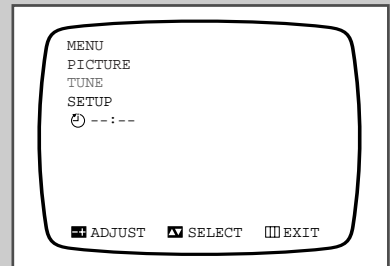 MENU
PICTURE
TUNE
SETUP
--:--
ADJUST SELECT EXIT